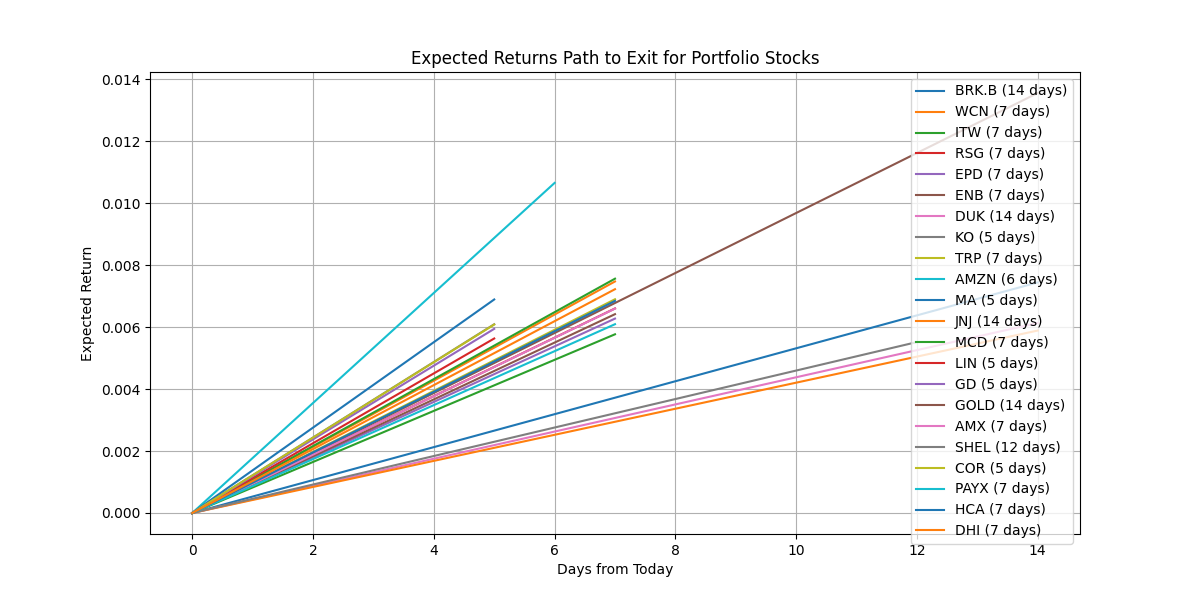 Expected Returns Path to Exit for Portfolio Stocks
0.014
0.012
0.010
0.008
0.006
0.004
0.002
0.000
Expected Return
0 2 4 6 8 10 12 14
Days from Today
BRK.B (14 days)
WCN (7 days)
ITW (7 days)
RSG (7 days)
EPD (7 days)
ENB (7 days)
DUK (14 days)
KO (5 days)
TRP (7 days)
AMZN (6 days)
MA (5 days)
JNJ (14 days)
MCD (7 days)
LIN (5 days)
GD (5 days)
GOLD (14 days)
AMX (7 days)
SHEL (12 days)
COR (5 days)
PAYX (7 days)
HCA (7 days)
DHI (7 days)